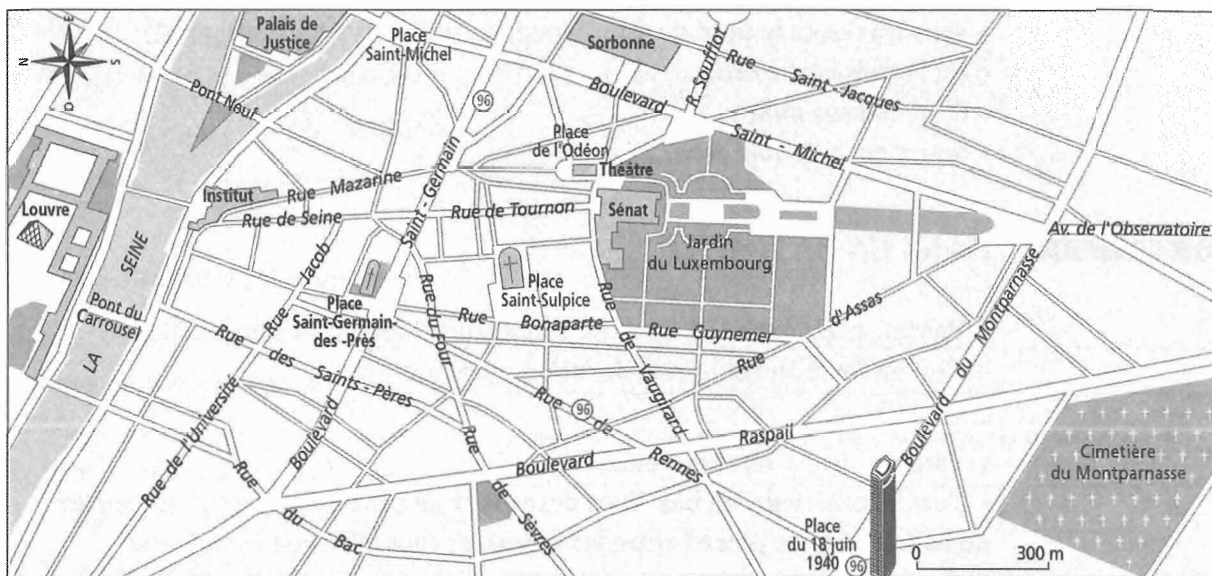 N
E
S
O
Palais de
Justice
Place
Saint-Michel
Sorbonne
Pont Neuf
96
Boulevard
Saint - Michel
R. Soufflot
Rue - Saint - Jacques
Place
de l'Odéon
Théâtre
Sénat
Institut
Rue Mazarine
Rue de Seine
Rue de Tournon
Louvre
LA
SEINE
Pont du
Carrousel
Rue Jacob
Boulevard
Saint - Germain
Jardin
du Luxembourg
Av. de l'Observatoire
Place
Saint-Germain-
des -Près
Place
Saint-Sulpice
Rue du Four
Rue
Bonaparte
Rue
de
Vaugirard
Rue Guynemer
Rue
d'Assas
Boulevard
du Montparnasse
Rue
des
Saints - Pères
Rue de l'Université
Rue
96
de
Rennes
Boulevard
Raspail
Rue
du
Bac
Rue
de
Sèvres
Cimetière
du Montparnasse
Place
du 18 juin
1940
96
0 300 m